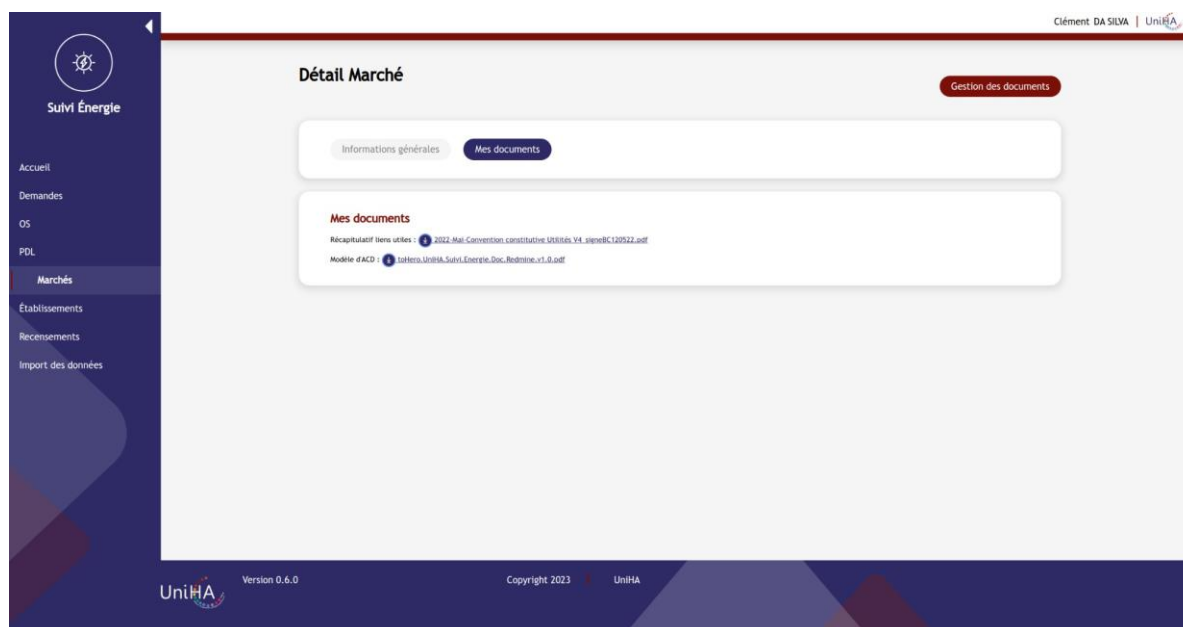 Clément DA SILVA | UniHA
Suivi Énergie
Accueil
Demandes
OS
PDL
Marchés
Établissements
Recensements
Import des données
Détail Marché
Gestion des documents
Informations générales
Mes documents
Mes documents
Récapitulatif liens utiles : 2022-Mai-Convention constitutive Utilités V4_signeBC120522.pdf
Modèle d'ACD : toHero.UniHA.Suivi.Energie.Doc.Redmine.v1.0.pdf
UniHA
Version 0.6.0
Copyright 2023 | UniHA